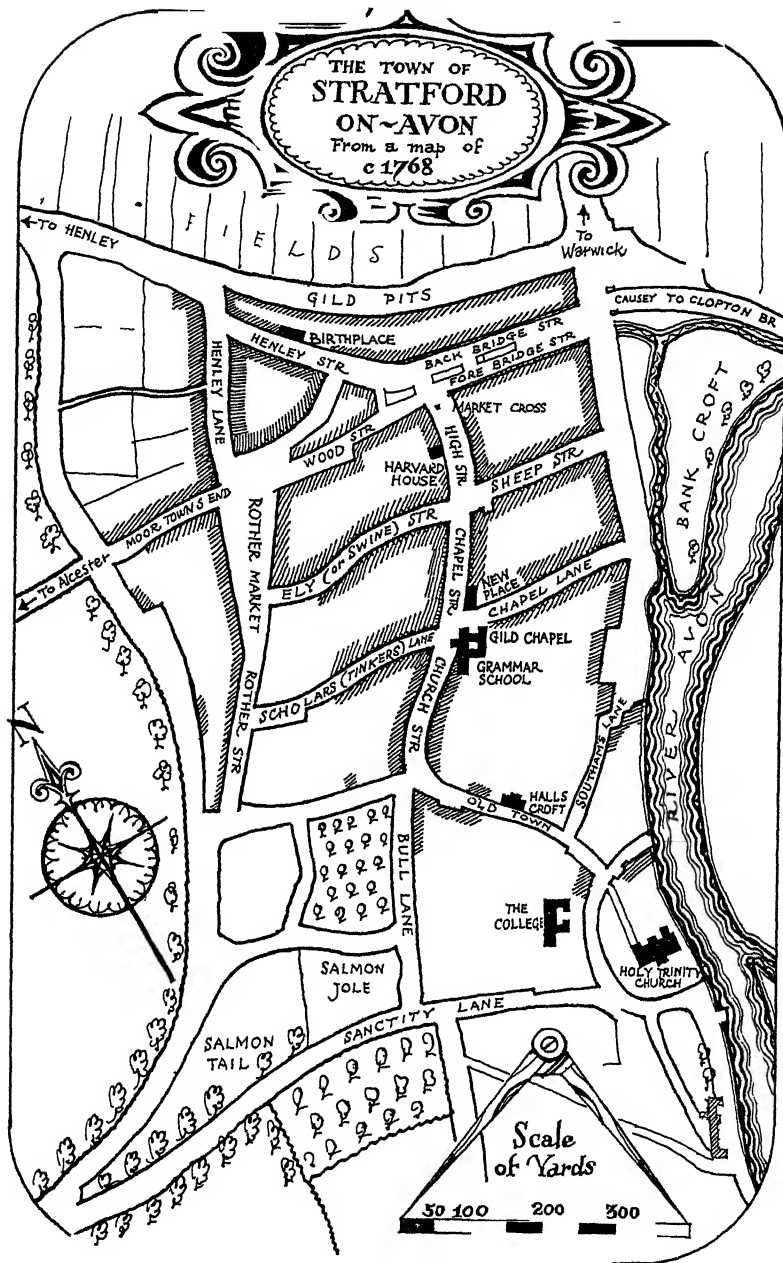 THE TOWN OF
STRATFORD
ON~AVON
From a map of
c 1768
TO HENLEY
FIELDS
To
Warwick
GILD PITS
CAUSEY TO CLOPTON BR
BIRTHPLACE
HENLEY STR
BACK BRIDGE STR
FORE BRIDGE STR
HENLEY LANE
MARKET CROSS
WOOD STR
HIGH STR
HARVARD
HOUSE
SHEEP STR
BANK CROFT
MOOR TOWNS END
To Alcester
ROTHER MARKET
ELY (or SWINE) STR
CHAPEL STR
NEW
PLACE
CHAPEL LANE
GILD CHAPEL
GRAMMAR
SCHOOL
SCHOLARS (TINKERS) LANE
CHURCH STR
ROTHER STR
RIVER AVON
SOUTHAM'S LANE
N
HALLS
CROFT
OLD TOWN
BULL LANE
THE
COLLEGE
HOLY TRINITY
CHURCH
SALMON
JOLE
SANCTITY LANE
SALMON
TAIL
Scale
of Yards
50 100 200 300